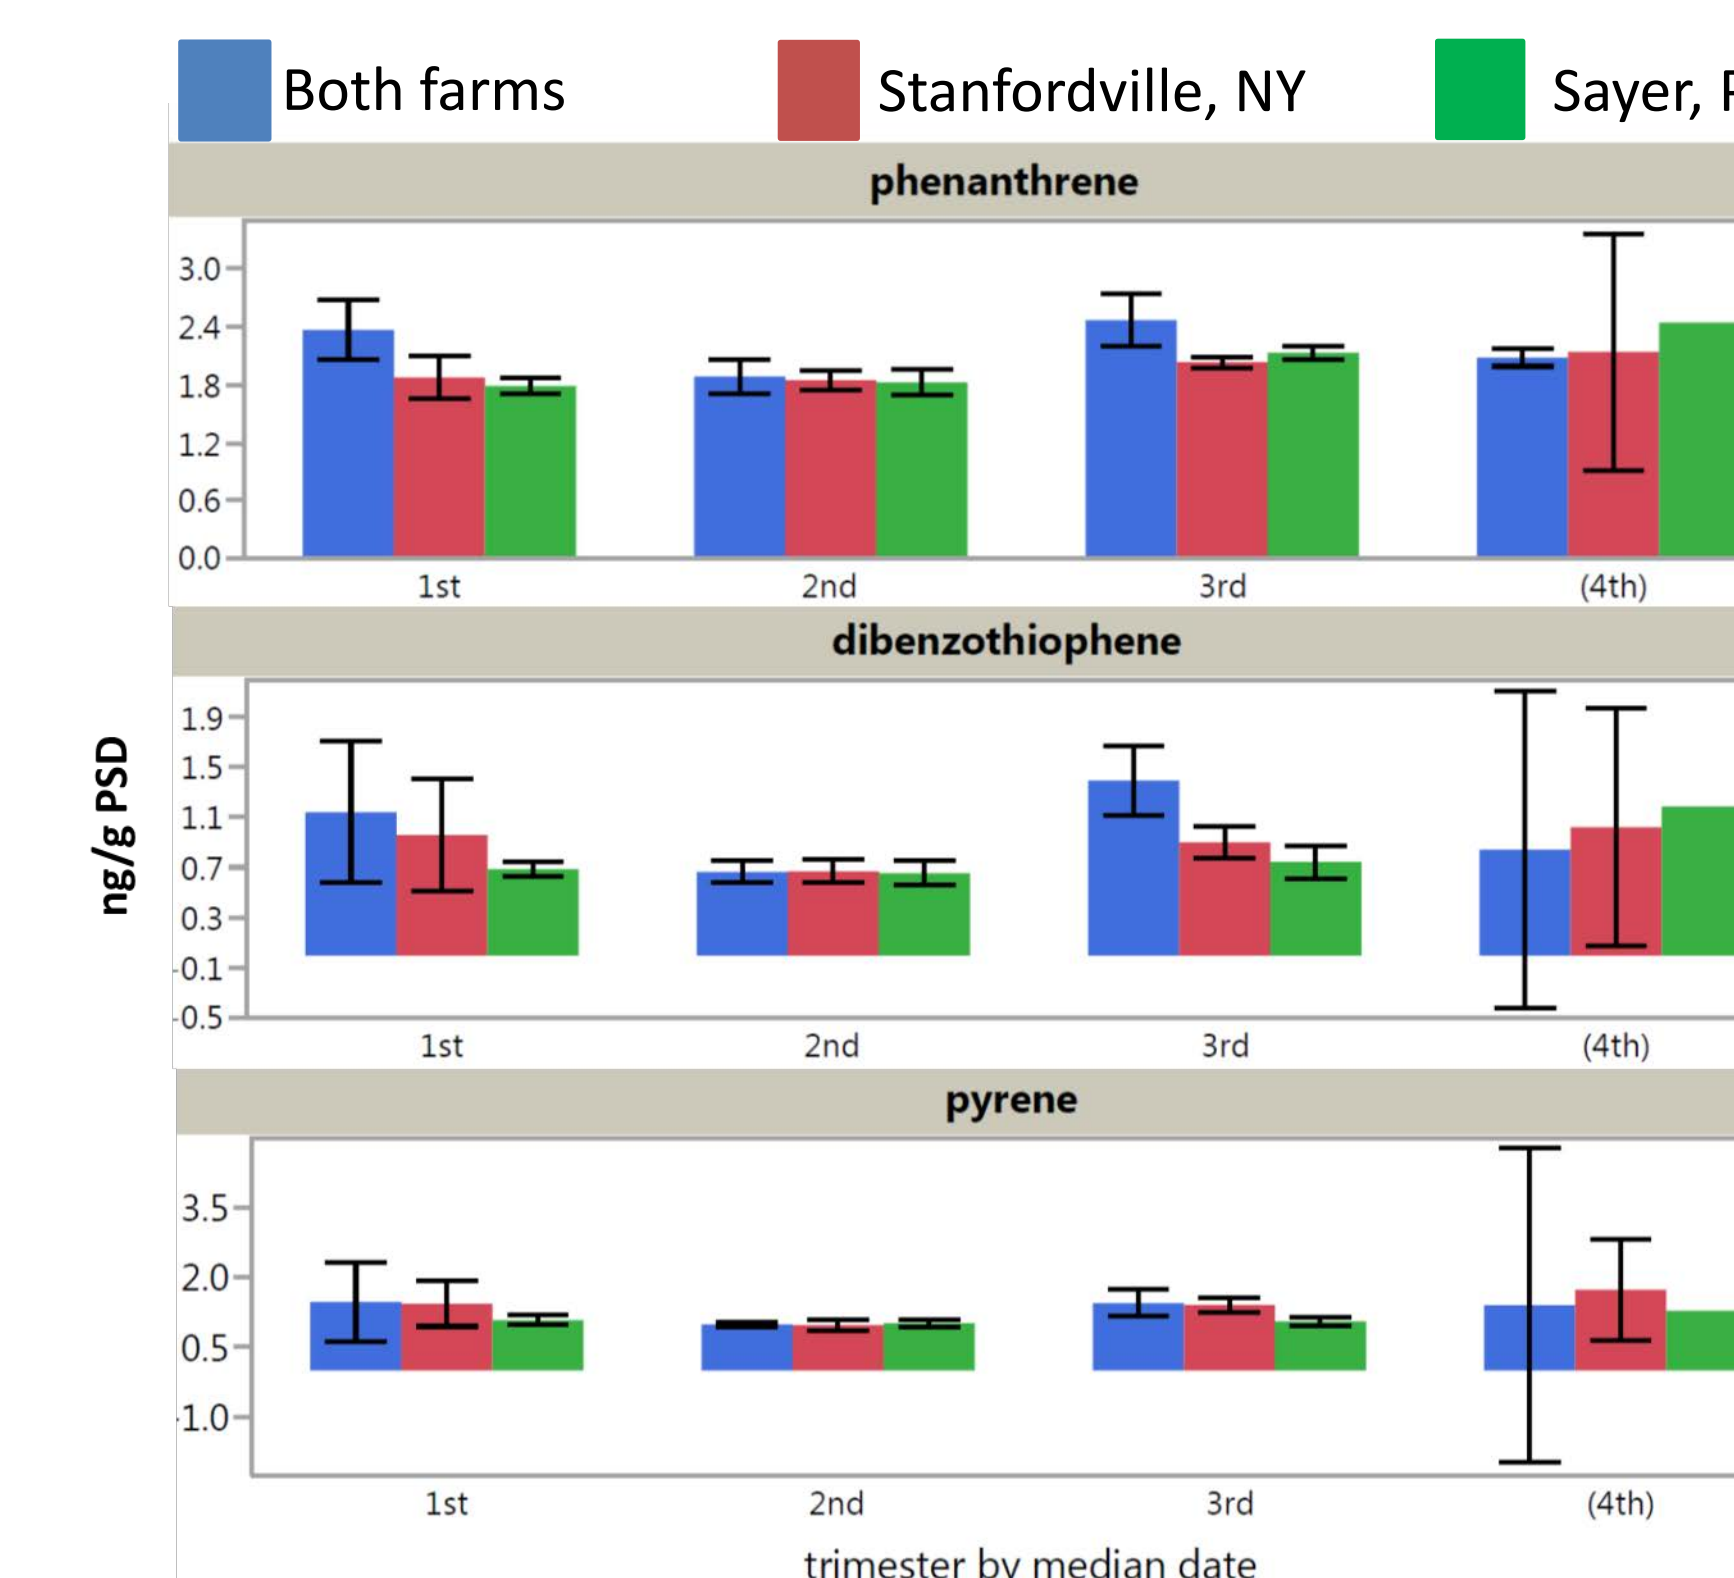 Both farms Stanfordville, NY Sayer,
phenanthrene
3.0
2.4
1.8
1.2
0.6
0.0
1st 2nd 3rd (4th)
dibenzothiophene
1.9
1.5
1.1
0.7
0.3
-0.1
-0.5
1st 2nd 3rd (4th)
ng/g PSD
pyrene
3.5
2.0
0.5
-1.0
1st 2nd 3rd (4th)
trimester by median date